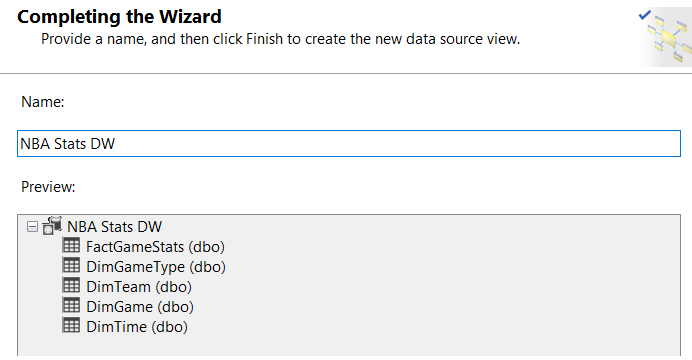 Completing the Wizard
Provide a name, and then click Finish to create the new data source view.
Name:
NBA Stats DW
Preview:
NBA Stats DW
FactGameStats (dbo)
DimGameType (dbo)
DimTeam (dbo)
DimGame (dbo)
DimTime (dbo)